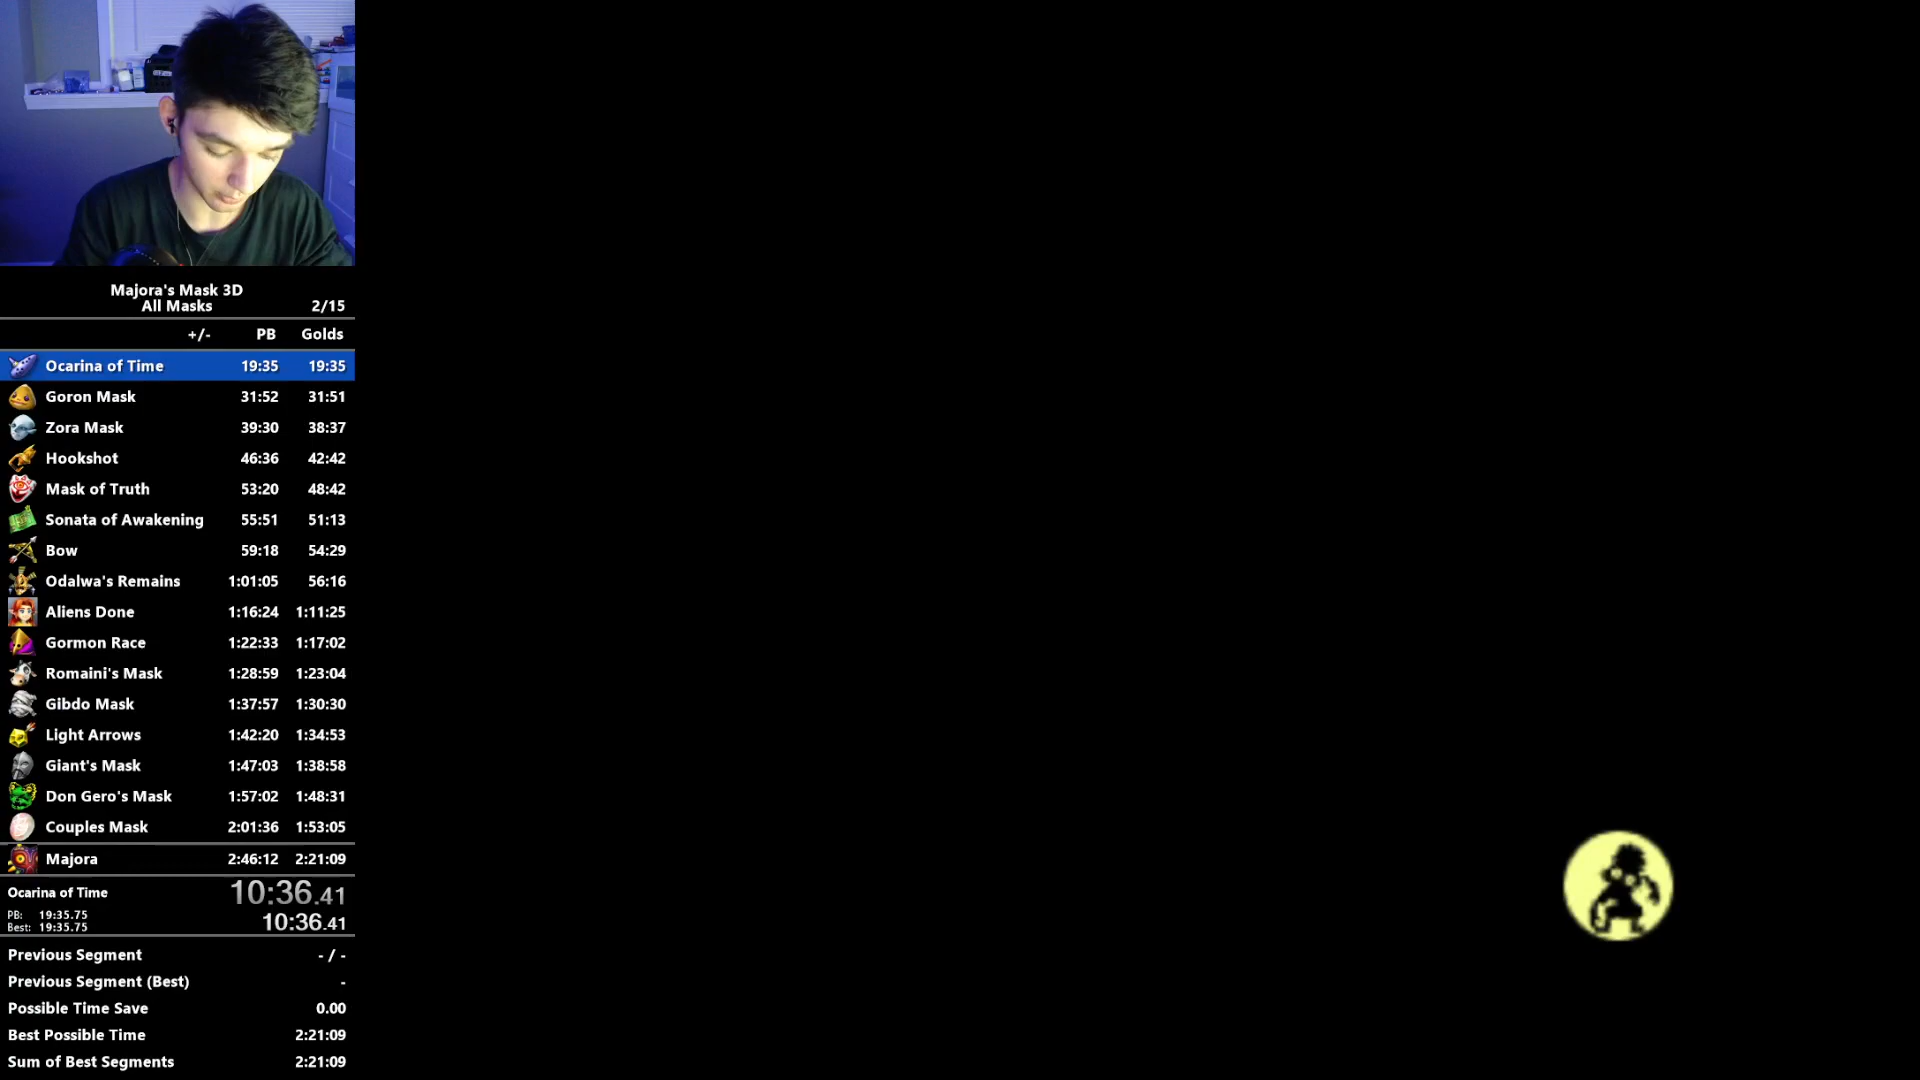 Majora's Mask 3D
All Masks 2/15
+/- PB Golds
Ocarina of Time 19:35 19:35
Goron Mask 31:52 31:51
Zora Mask 39:30 38:37
Hookshot 46:36 42:42
Mask of Truth 53:20 48:42
Sonata of Awakening 55:51 51:13
Bow 59:18 54:29
Odalwa's Remains 1:01:05 56:16
Aliens Done 1:16:24 1:11:25
Gormon Race 1:22:33 1:17:02
Romaini's Mask 1:28:59 1:23:04
Gibdo Mask 1:37:57 1:30:30
Light Arrows 1:42:20 1:34:53
Giant's Mask 1:47:03 1:38:58
Don Gero's Mask 1:57:02 1:48:31
Couples Mask 2:01:36 1:53:05
Majora 2:46:12 2:21:09
Ocarina of Time 10:36.41
PB: 19:35.75 10:36.41
Best: 19:35.75
Previous Segment - / -
Previous Segment (Best) -
Possible Time Save 0.00
Best Possible Time 2:21:09
Sum of Best Segments 2:21:09